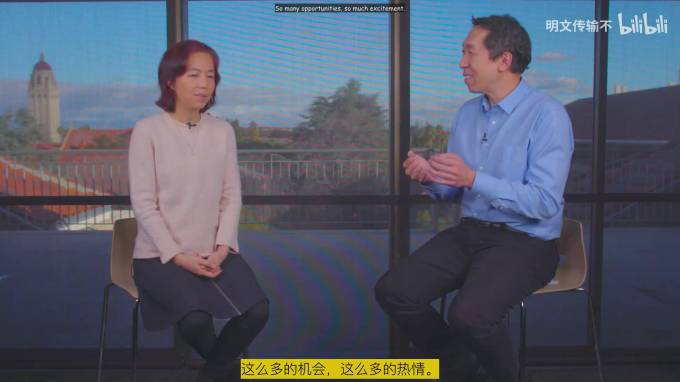 So many opportunities, so much excitement.
明文传输不 bilibili
这么多的机会，这么多的热情。